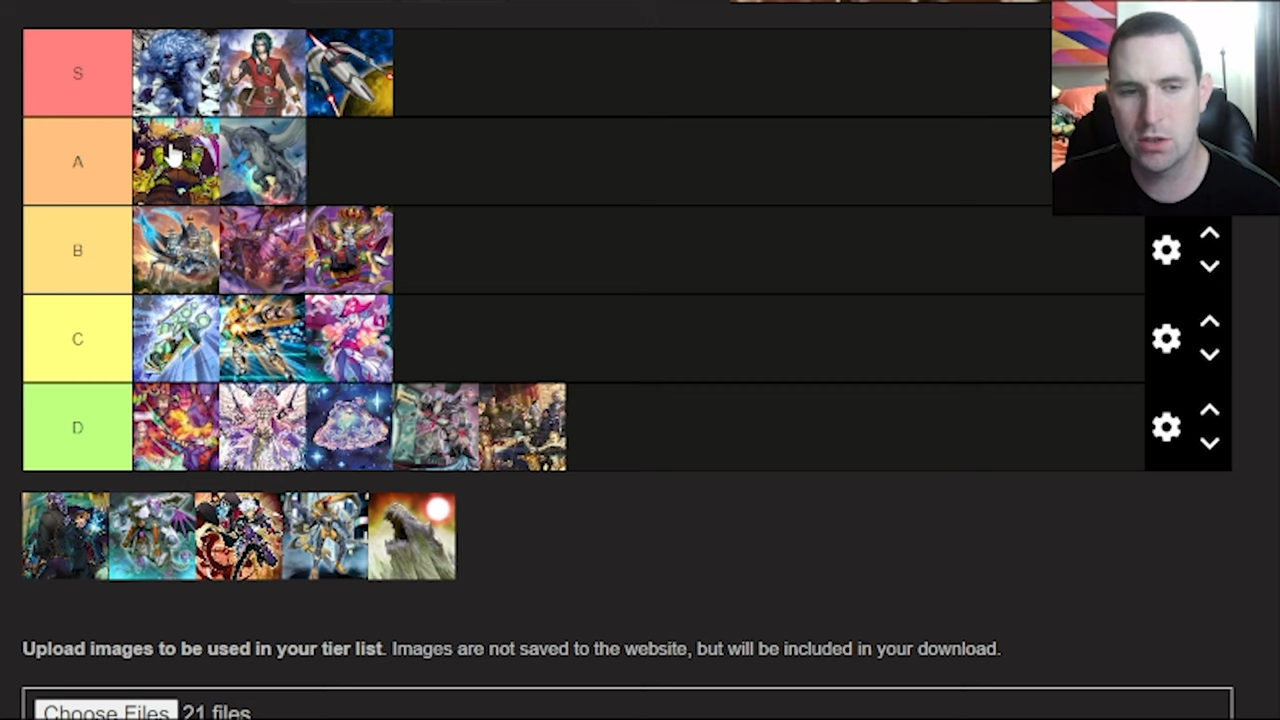 S
A
B
C
D
Upload images to be used in your tier list. Images are not saved to the website, but will be included in your download.
Choose Files 21 files